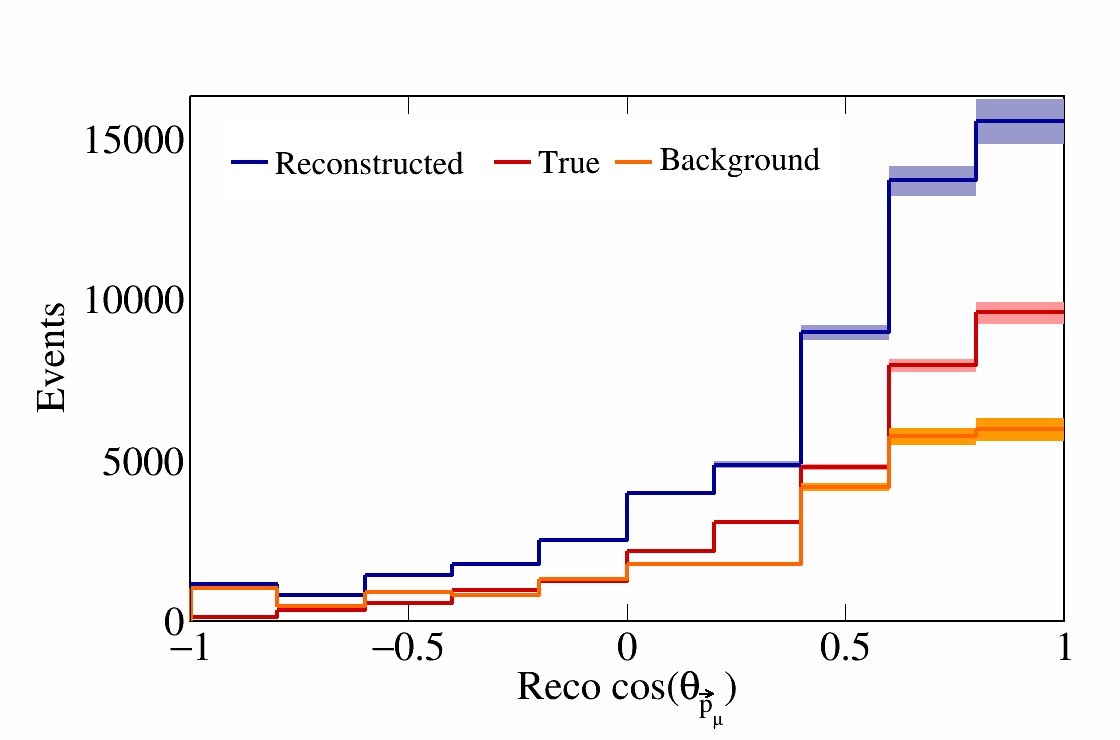 15000
Reconstructed True Background
10000
Events
5000
0
−1 −0.5 0 0.5 1
Reco cos(θp⃗μ)